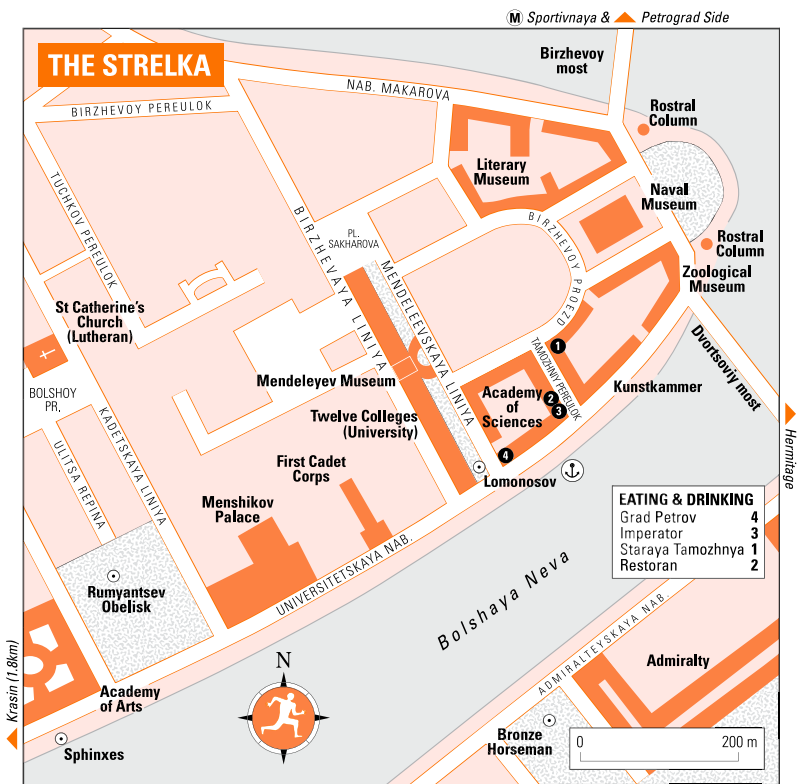 M Sportivnaya & Petrograd Side
THE STRELKA
Birzhevoy
most
NAB. MAKAROVA
BIRZHEVOY PEREULOK
Rostral
Column
Literary
Museum
TUCHKOV PEREULOK
Naval
Museum
BIRZHEVAYA LINIYA
PL.
SAKHAROVA
BIRZHEVOY PROEZD
Rostral
Column
MENDELEEVSKAYA LINIYA
Zoological
Museum
St Catherine's
Church
(Lutheran)
1
TAMOZHNIY PEREULOK
Dvortsoviy most
Mendeleyev Museum
Kunstkammer
BOLSHOY
PR.
Academy
of
Sciences
2
3
Twelve Colleges
(University)
KADETSKAYA LINIYA
Hermitage
ULITSA REPINA
4
First Cadet
Corps
Lomonosov
Menshikov
Palace
EATING & DRINKING
Grad Petrov 4
Imperator 3
Staraya Tamozhnya 1
Restoran 2
UNIVERSITETSKAYA NAB.
Rumyantsev
Obelisk
Bolshaya Neva
ADMIRALTEYSKAYA NAB.
Krasin (1.8km)
N
Admiralty
Academy
of Arts
Bronze
Horseman
0 200 m
Sphinxes